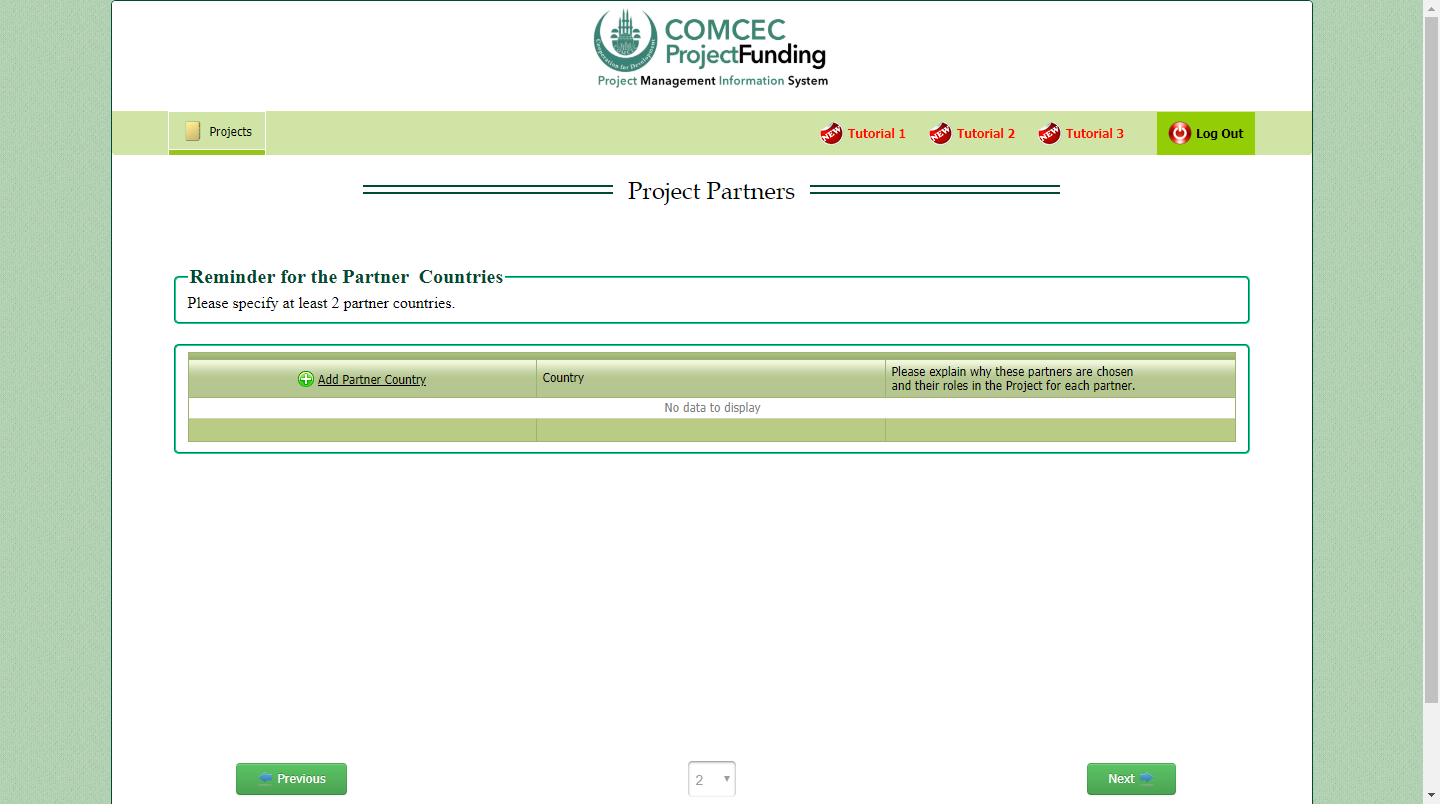 Cooperation for Development
COMCEC
ProjectFunding
Project Management Information System
Projects
NEW Tutorial 1
NEW Tutorial 2
NEW Tutorial 3
Log Out
Project Partners
Reminder for the Partner  Countries
Please specify at least 2 partner countries.
Add Partner Country
Country
Please explain why these partners are chosen
and their roles in the Project for each partner.
No data to display
Previous
2
Next